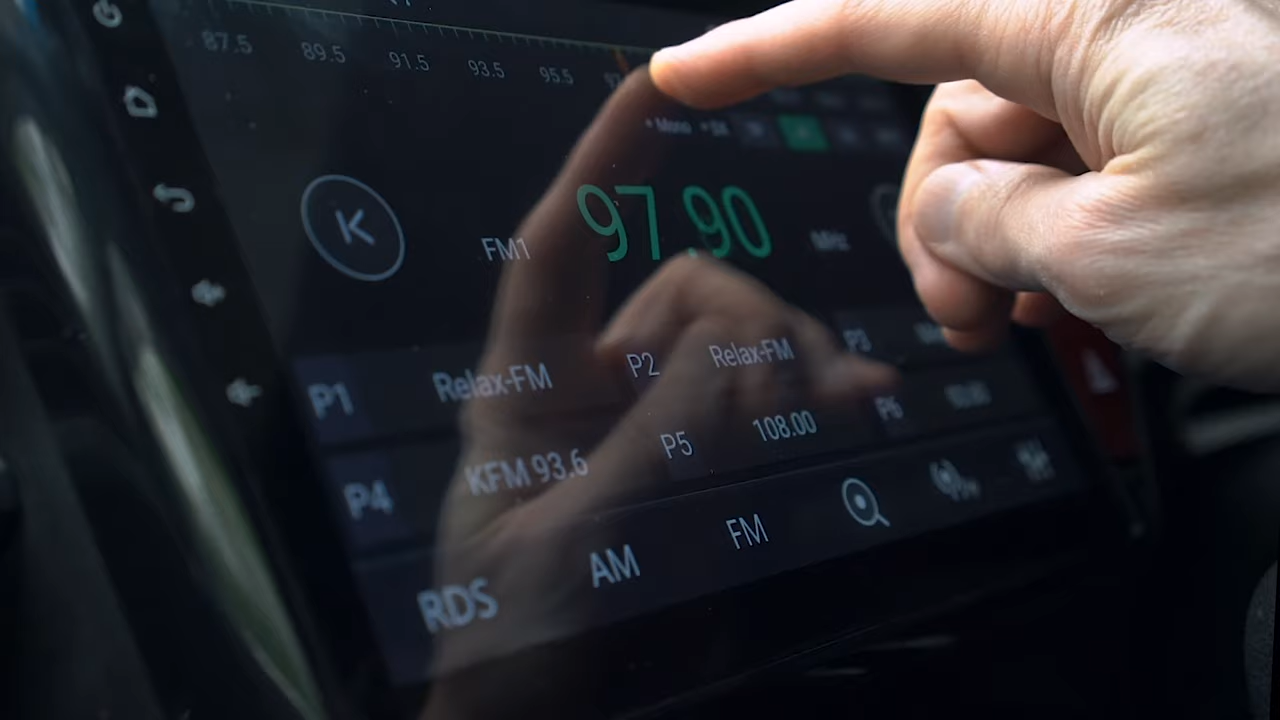 87.5 89.5 91.5 93.5 95.5
Mono
FM1 97.90 MHz
P1 Relax-FM P2 Relax-FM P3
P4 KFM 93.6 P5 108.00 P6
RDS AM FM